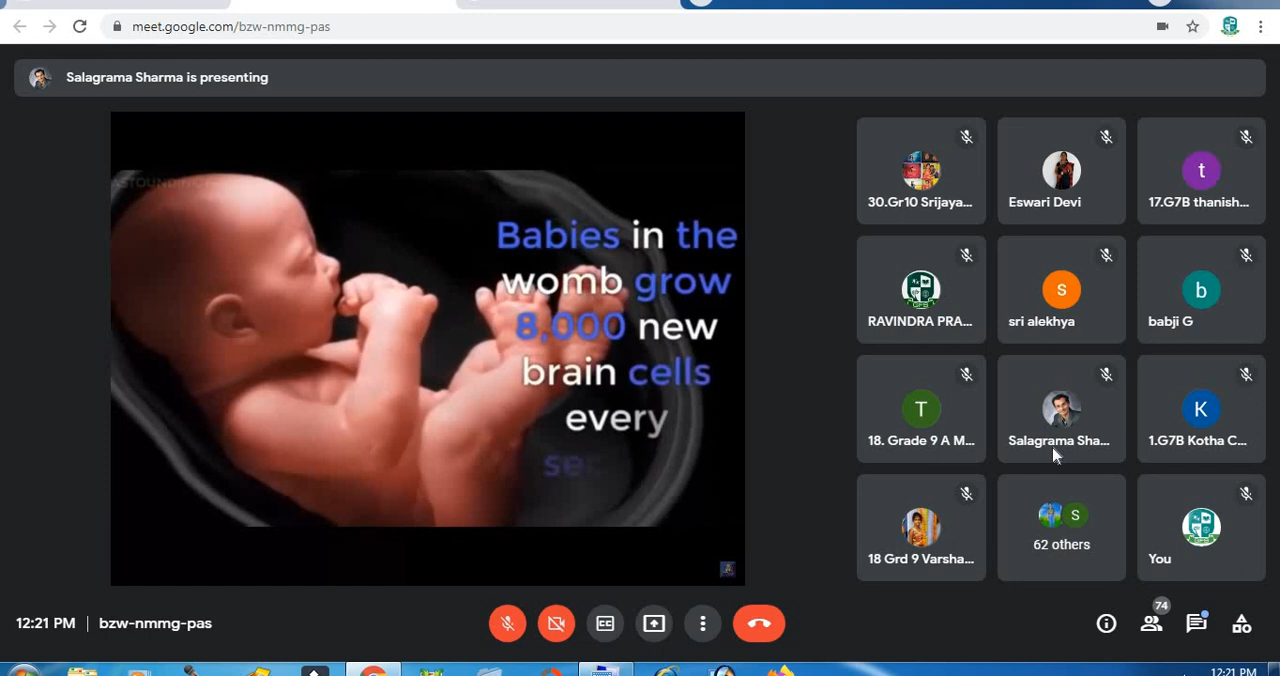 meet.google.com/bzw-nmmg-pas
Salagrama Sharma is presenting
Babies in the
womb grow
8,000 new
brain cells
every
30.Gr10 Srijaya...
Eswari Devi
17.G7B thanish...
RAVINDRA PRA...
S
sri alekhya
b
babji G
t
T
18. Grade 9 A M...
Salagrama Sha...
K
1.G7B Kotha C...
18 Grd 9 Varsha...
S
62 others
You
12:21 PM
bzw-nmmg-pas
CC
74
12:21 PM